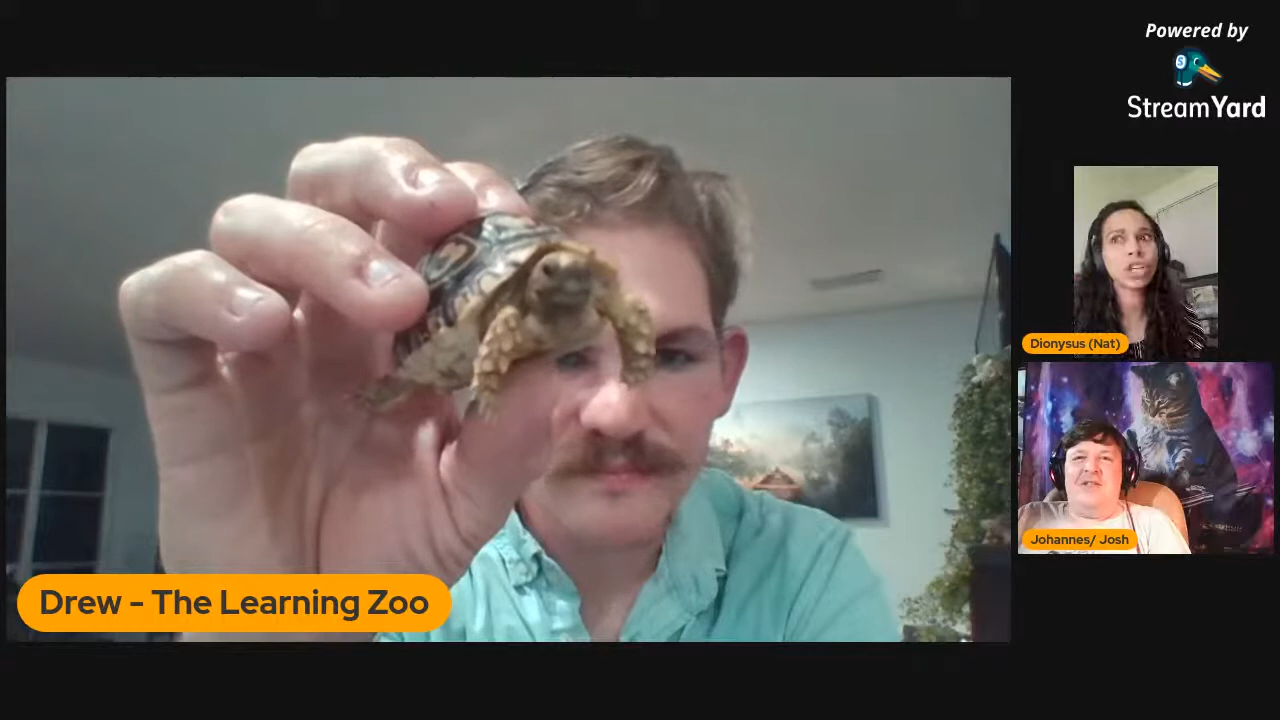 Powered by
StreamYard
Dionysus (Nat)
Johannes/ Josh
Drew - The Learning Zoo